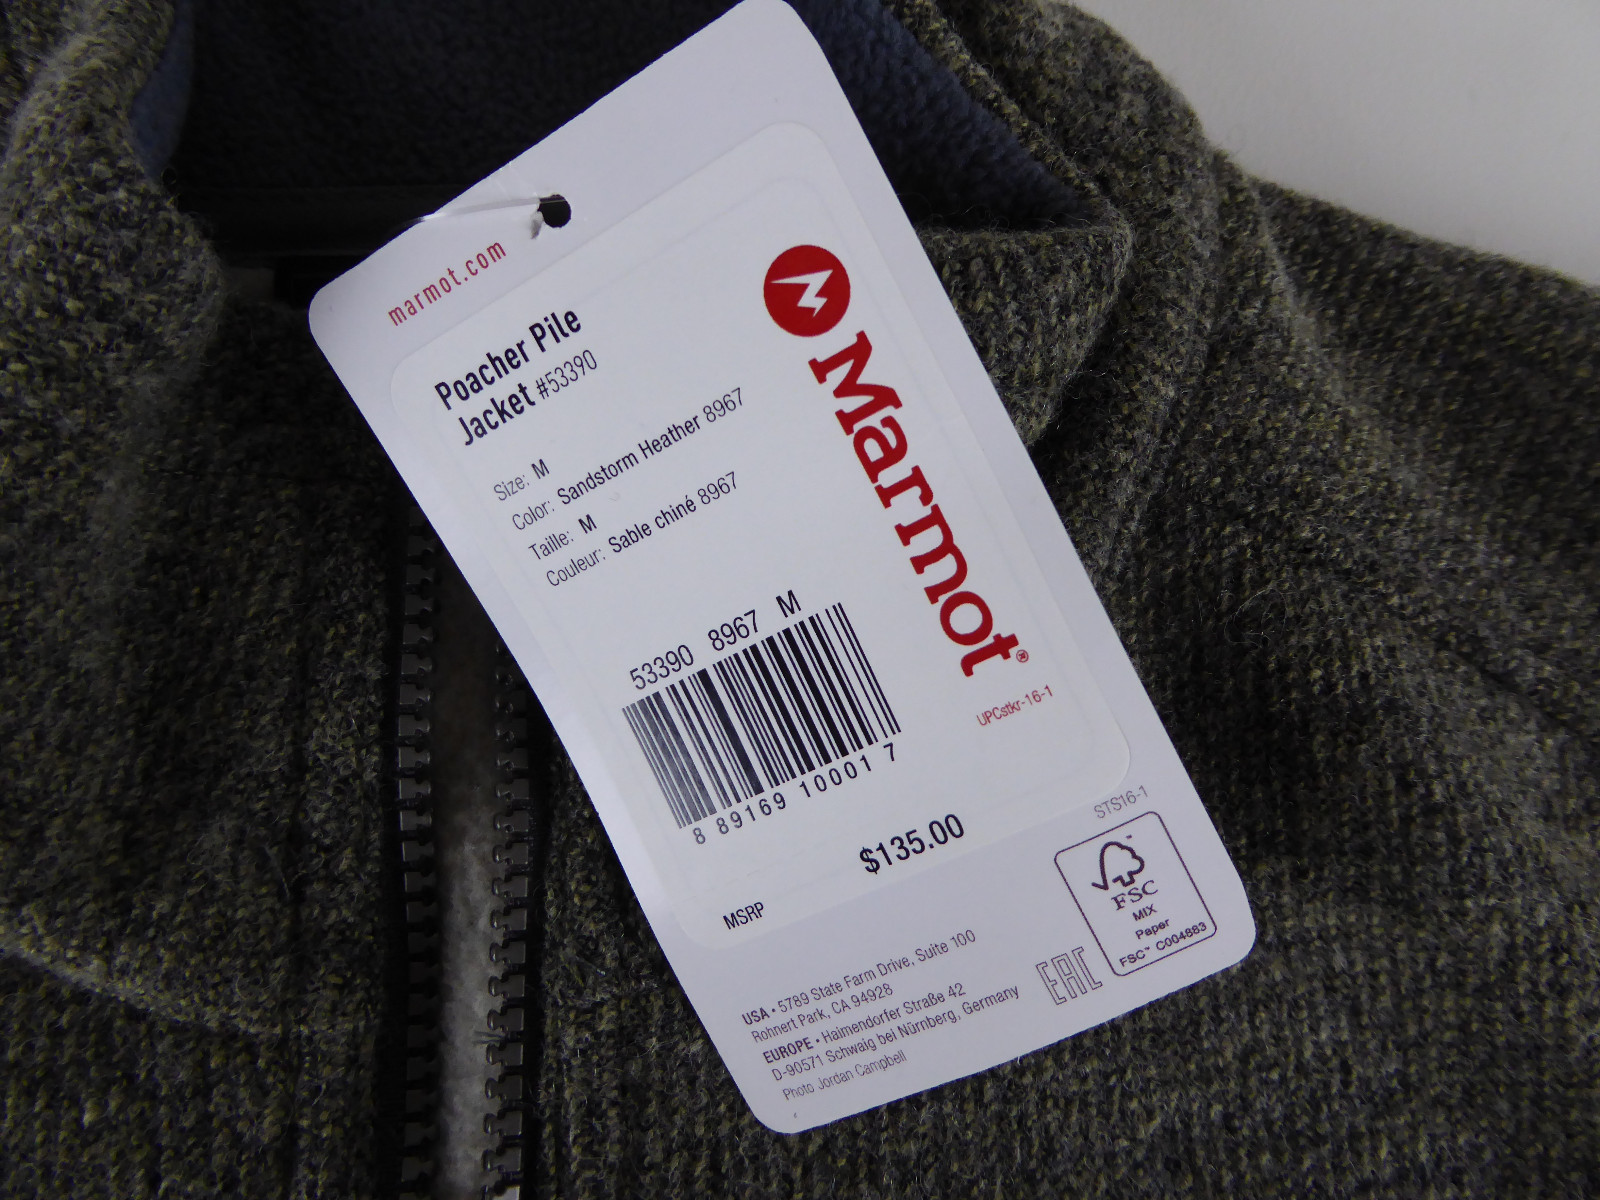 marmot.com
Poacher Pile
Jacket #53390
Size: M
Color: Sandstorm Heather 8967
Taille: M
Couleur: Sable chiné 8967
Marmot®
53390 8967 M
8 89169 10001 7
UPCstkr-16-1
$135.00
MSRP
STS16-1
FSC™
MIX
Paper
FSC™ C004883
EAC
USA • 5789 State Farm Drive, Suite 100
Rohnert Park, CA 94928
EUROPE • Haimendorfer Straße 42
D-90571 Schwaig bei Nürnberg, Germany
Photo Jordan Campbell